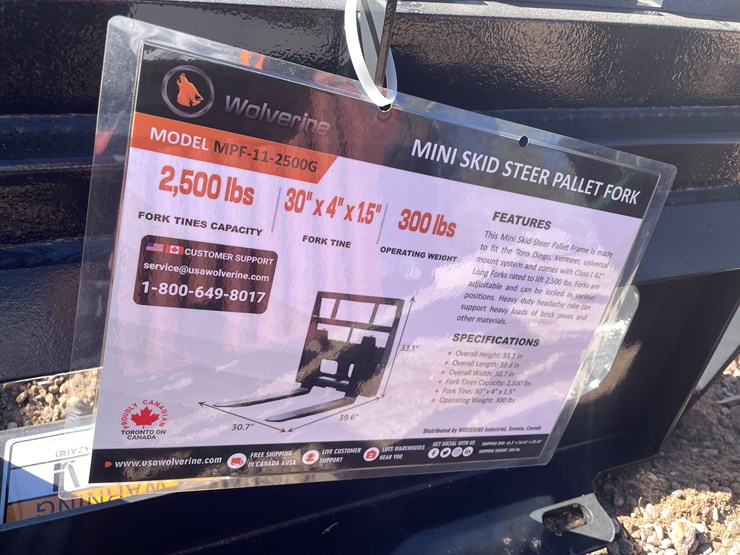 Wolverine
MODEL MPF-11-2500G
MINI SKID STEER PALLET FORK
2,500 lbs
FORK TINES CAPACITY
30" x 4" x 1.5"
FORK TINE
300 lbs
OPERATING WEIGHT
CUSTOMER SUPPORT
service@usawolverine.com
1-800-649-8017
FEATURES
This Mini Skid Steer Pallet Frame is made
to fit the Toro Dingo, Vermeer, universal
mount system and comes with Class I 42"
Long Forks rated to lift 2,500 lbs. Forks are
adjustable and can be locked in various
positions. Heavy duty headache rake can
support heavy loads of brick paves and
other materials.
SPECIFICATIONS
• Overall Height: 33.1 in
• Overall Length: 39.6 in
• Overall Width: 30.7 in
• Fork Tines Capacity: 2,500 lbs
• Fork Tine: 30" x 4" x 1.5"
• Operating Weight: 300 lbs
33.1"
39.6"
30.7"
PROUDLY CANADIAN
TORONTO ON
CANADA
Distributed by WOLVERINE Industrial, Toronto, Canada
www.usawolverine.com
FREE SHIPPING
IN CANADA &USA
LIVE CUSTOMER
SUPPORT
LOTS WAREHOUSES
NEAR YOU
GET SOCIAL WITH US
WARNING